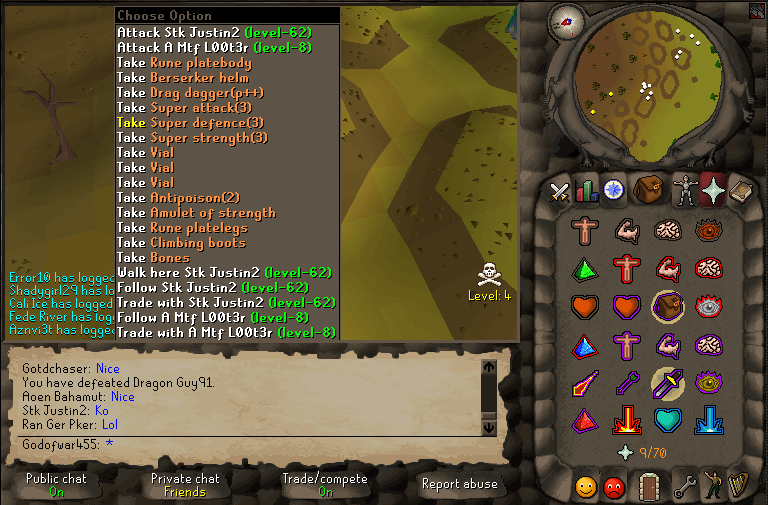 Choose Option
Attack Stk Justin2 (level-62)
Attack A Mtf L00t3r (level-8)
Take Rune platebody
Take Berserker helm
Take Drag dagger(p++)
Take Super attack(3)
Take Super defence(3)
Take Super strength(3)
Take Vial
Take Vial
Take Vial
Take Antipoison(2)
Take Amulet of strength
Take Rune platelegs
Take Climbing boots
Take Bones
Walk here Stk Justin2 (level-62)
Follow Stk Justin2 (level-62)
Trade with Stk Justin2 (level-62)
Follow A Mtf L00t3r (level-8)
Trade with A Mtf L00t3r (level-8)
Error10 has logged
Shadygirl29 has lo
Cali Ice has logged
Fede River has log
Aznvi3t has logg
Level: 4
Gotdchaser: Nice
You have defeated Dragon Guy91.
Aoen Bahamut: Nice
Stk Justin2: Ko
Ran Ger Pker: Lol
Godofwar455: *
Public chat
On
Private chat
Friends
Trade/compete
On
Report abuse
9/70